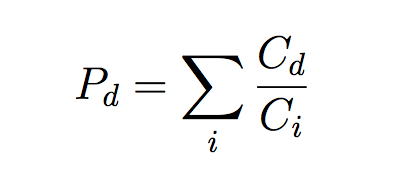 P_d = \sum_i \frac{C_d}{C_i}